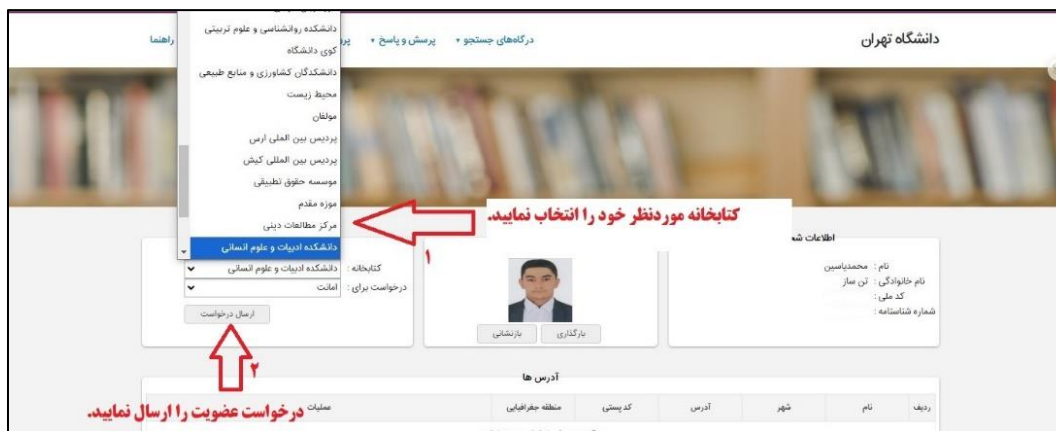 دانشگاه تهران
درگاه‌های جستجو
پرسش و پاسخ
راهنما
دانشکده روانشناسی و علوم تربیتی
کوی دانشگاه
دانشکدگان کشاورزی و منابع طبیعی
محیط زیست
مولفان
پردیس بین الملی ارس
پردیس بین المللی کیش
موسسه حقوق تطبیقی
موزه مقدم
مرکز مطالعات دینی
دانشکده ادبیات و علوم انسانی
کتابخانه موردنظر خود را انتخاب نمایید.
۱
اطلاعات
نام : محمدیاسین
نام خانوادگی : تن ساز
کد ملی :
شماره شناسنامه :
بارگذاری
بازنشانی
کتابخانه : دانشکده ادبیات و علوم انسانی
درخواست برای : امانت
ارسال درخواست
۲
درخواست عضویت را ارسال نمایید.
آدرس ها
ردیف نام شهر آدرس کدپستی منطقه جغرافیایی عملیات